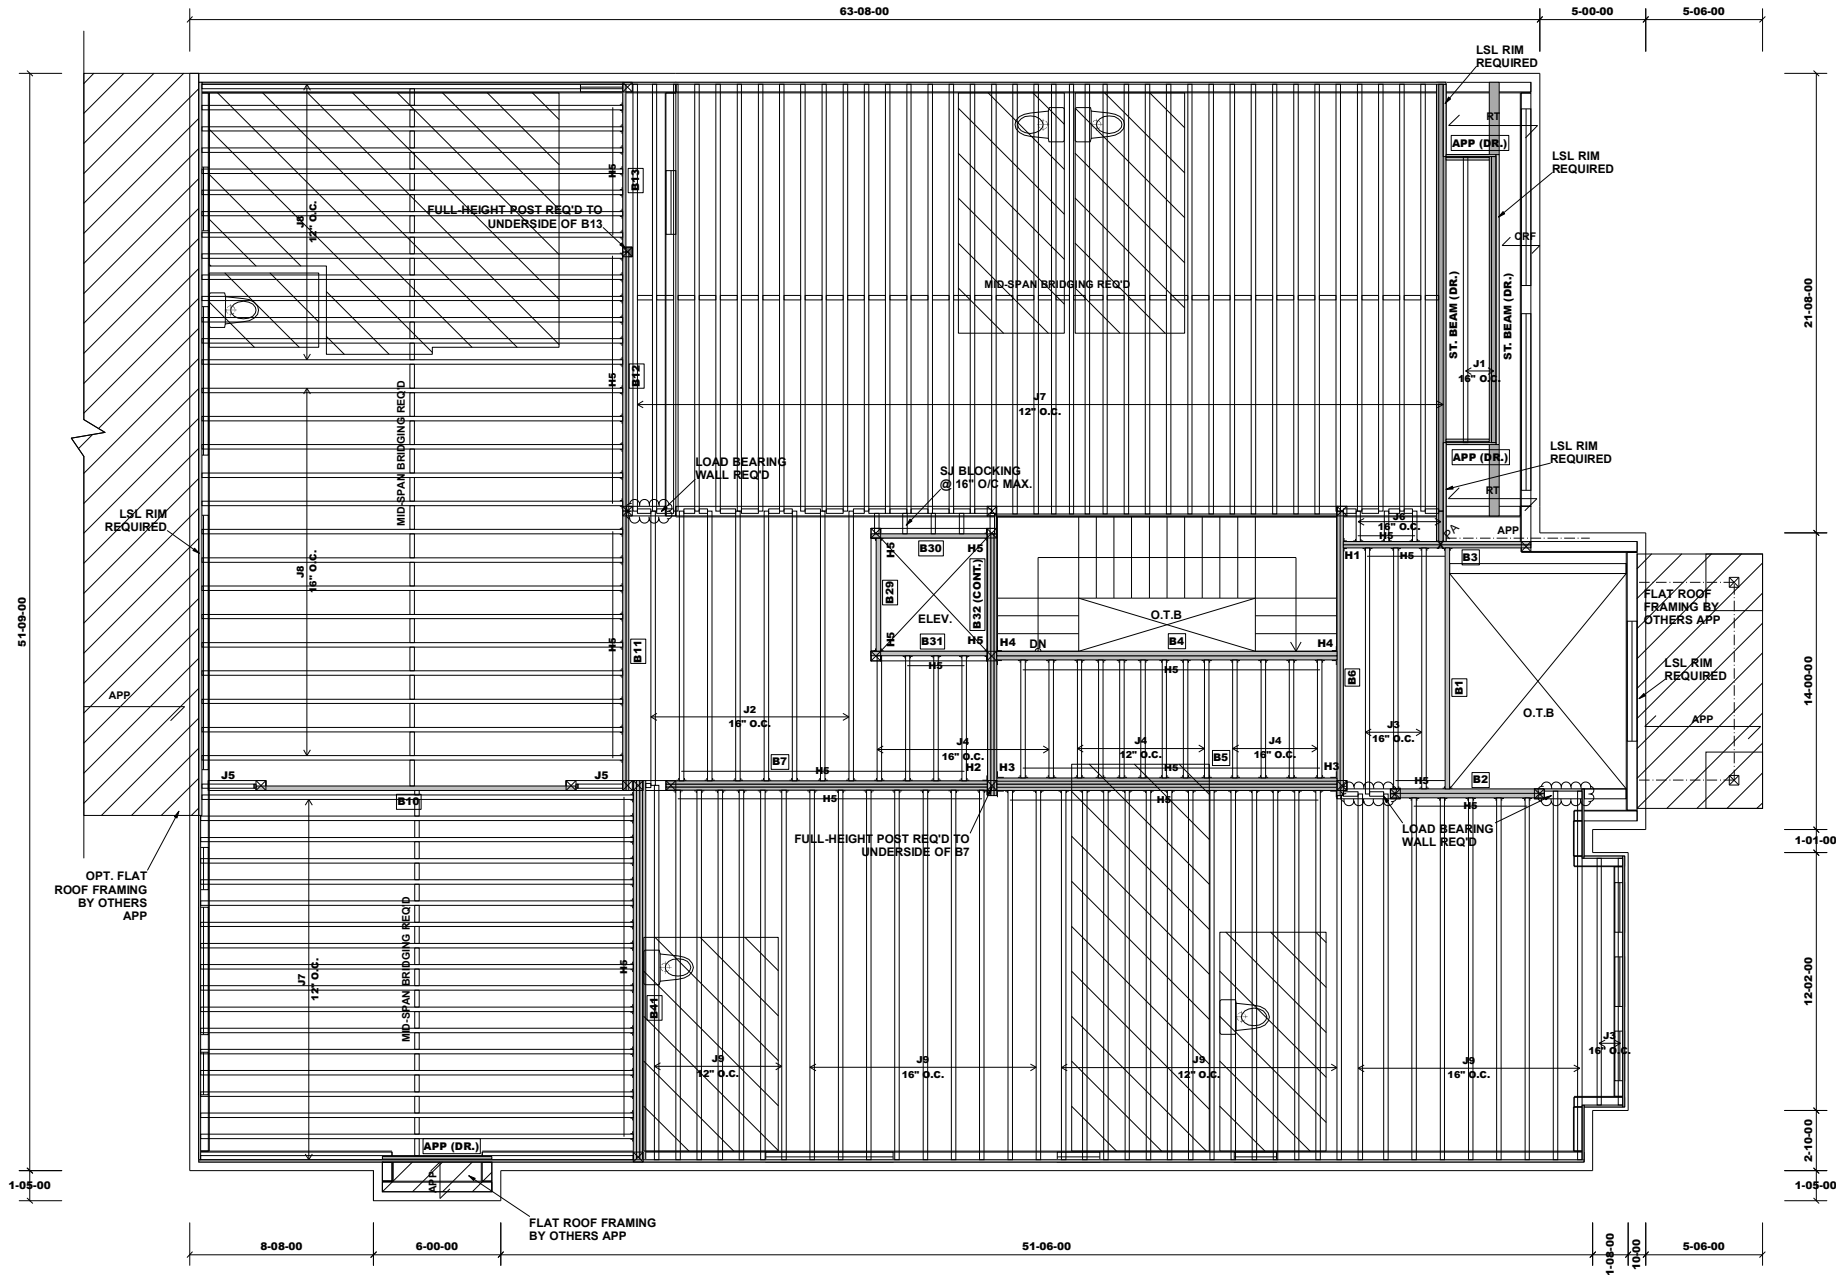 63-08-00
5-00-00
5-06-00
LSL RIM
REQUIRED
RT
APP (DR.)
LSL RIM
REQUIRED
H5
B13
J8
12" O.C.
FULL-HEIGHT POST REQ'D TO
UNDERSIDE OF B13
CRF
MID-SPAN BRIDGING REQ'D
ST. BEAM (DR.)
ST. BEAM (DR.)
21-08-00
J1
16" O.C.
H5
B12
MID-SPAN BRIDGING REQ'D
J7
12" O.C.
LSL RIM
REQUIRED
APP (DR.)
LOAD BEARING
WALL REQ'D
SJ BLOCKING
@ 16" O/C MAX.
RT
LSL RIM
REQUIRED
J6
16" O.C.
H5
APP
H5
B30
H5
H1
H5
B3
J8
16" O.C.
B29
B32 (CONT.)
51-09-00
ELEV.
O.T.B
FLAT ROOF
FRAMING BY
OTHERS APP
H5
B11
H5
B31
H5
H4
DN
B4
H4
H5
H5
B6
B1
LSL RIM
REQUIRED
14-00-00
APP
J2
16" O.C.
O.T.B
APP
J3
16" O.C.
J4
16" O.C.
J4
12" O.C.
B5
J4
16" O.C.
J5
J5
B7
H5
H2
H3
H5
H3
H5
B2
B10
H5
H5
H5
FULL-HEIGHT POST REQ'D TO
UNDERSIDE OF B7
LOAD BEARING
WALL REQ'D
1-01-00
OPT. FLAT
ROOF FRAMING
BY OTHERS
APP
MID-SPAN BRIDGING REQ'D
J7
12" O.C.
H5
B41
12-02-00
J9
12" O.C.
J9
16" O.C.
J9
12" O.C.
J9
16" O.C.
J3
16" O.C.
APP (DR.)
APP
2-10-00
1-05-00
1-05-00
FLAT ROOF FRAMING
BY OTHERS APP
8-08-00
6-00-00
51-06-00
1-08-00
10-00
5-06-00